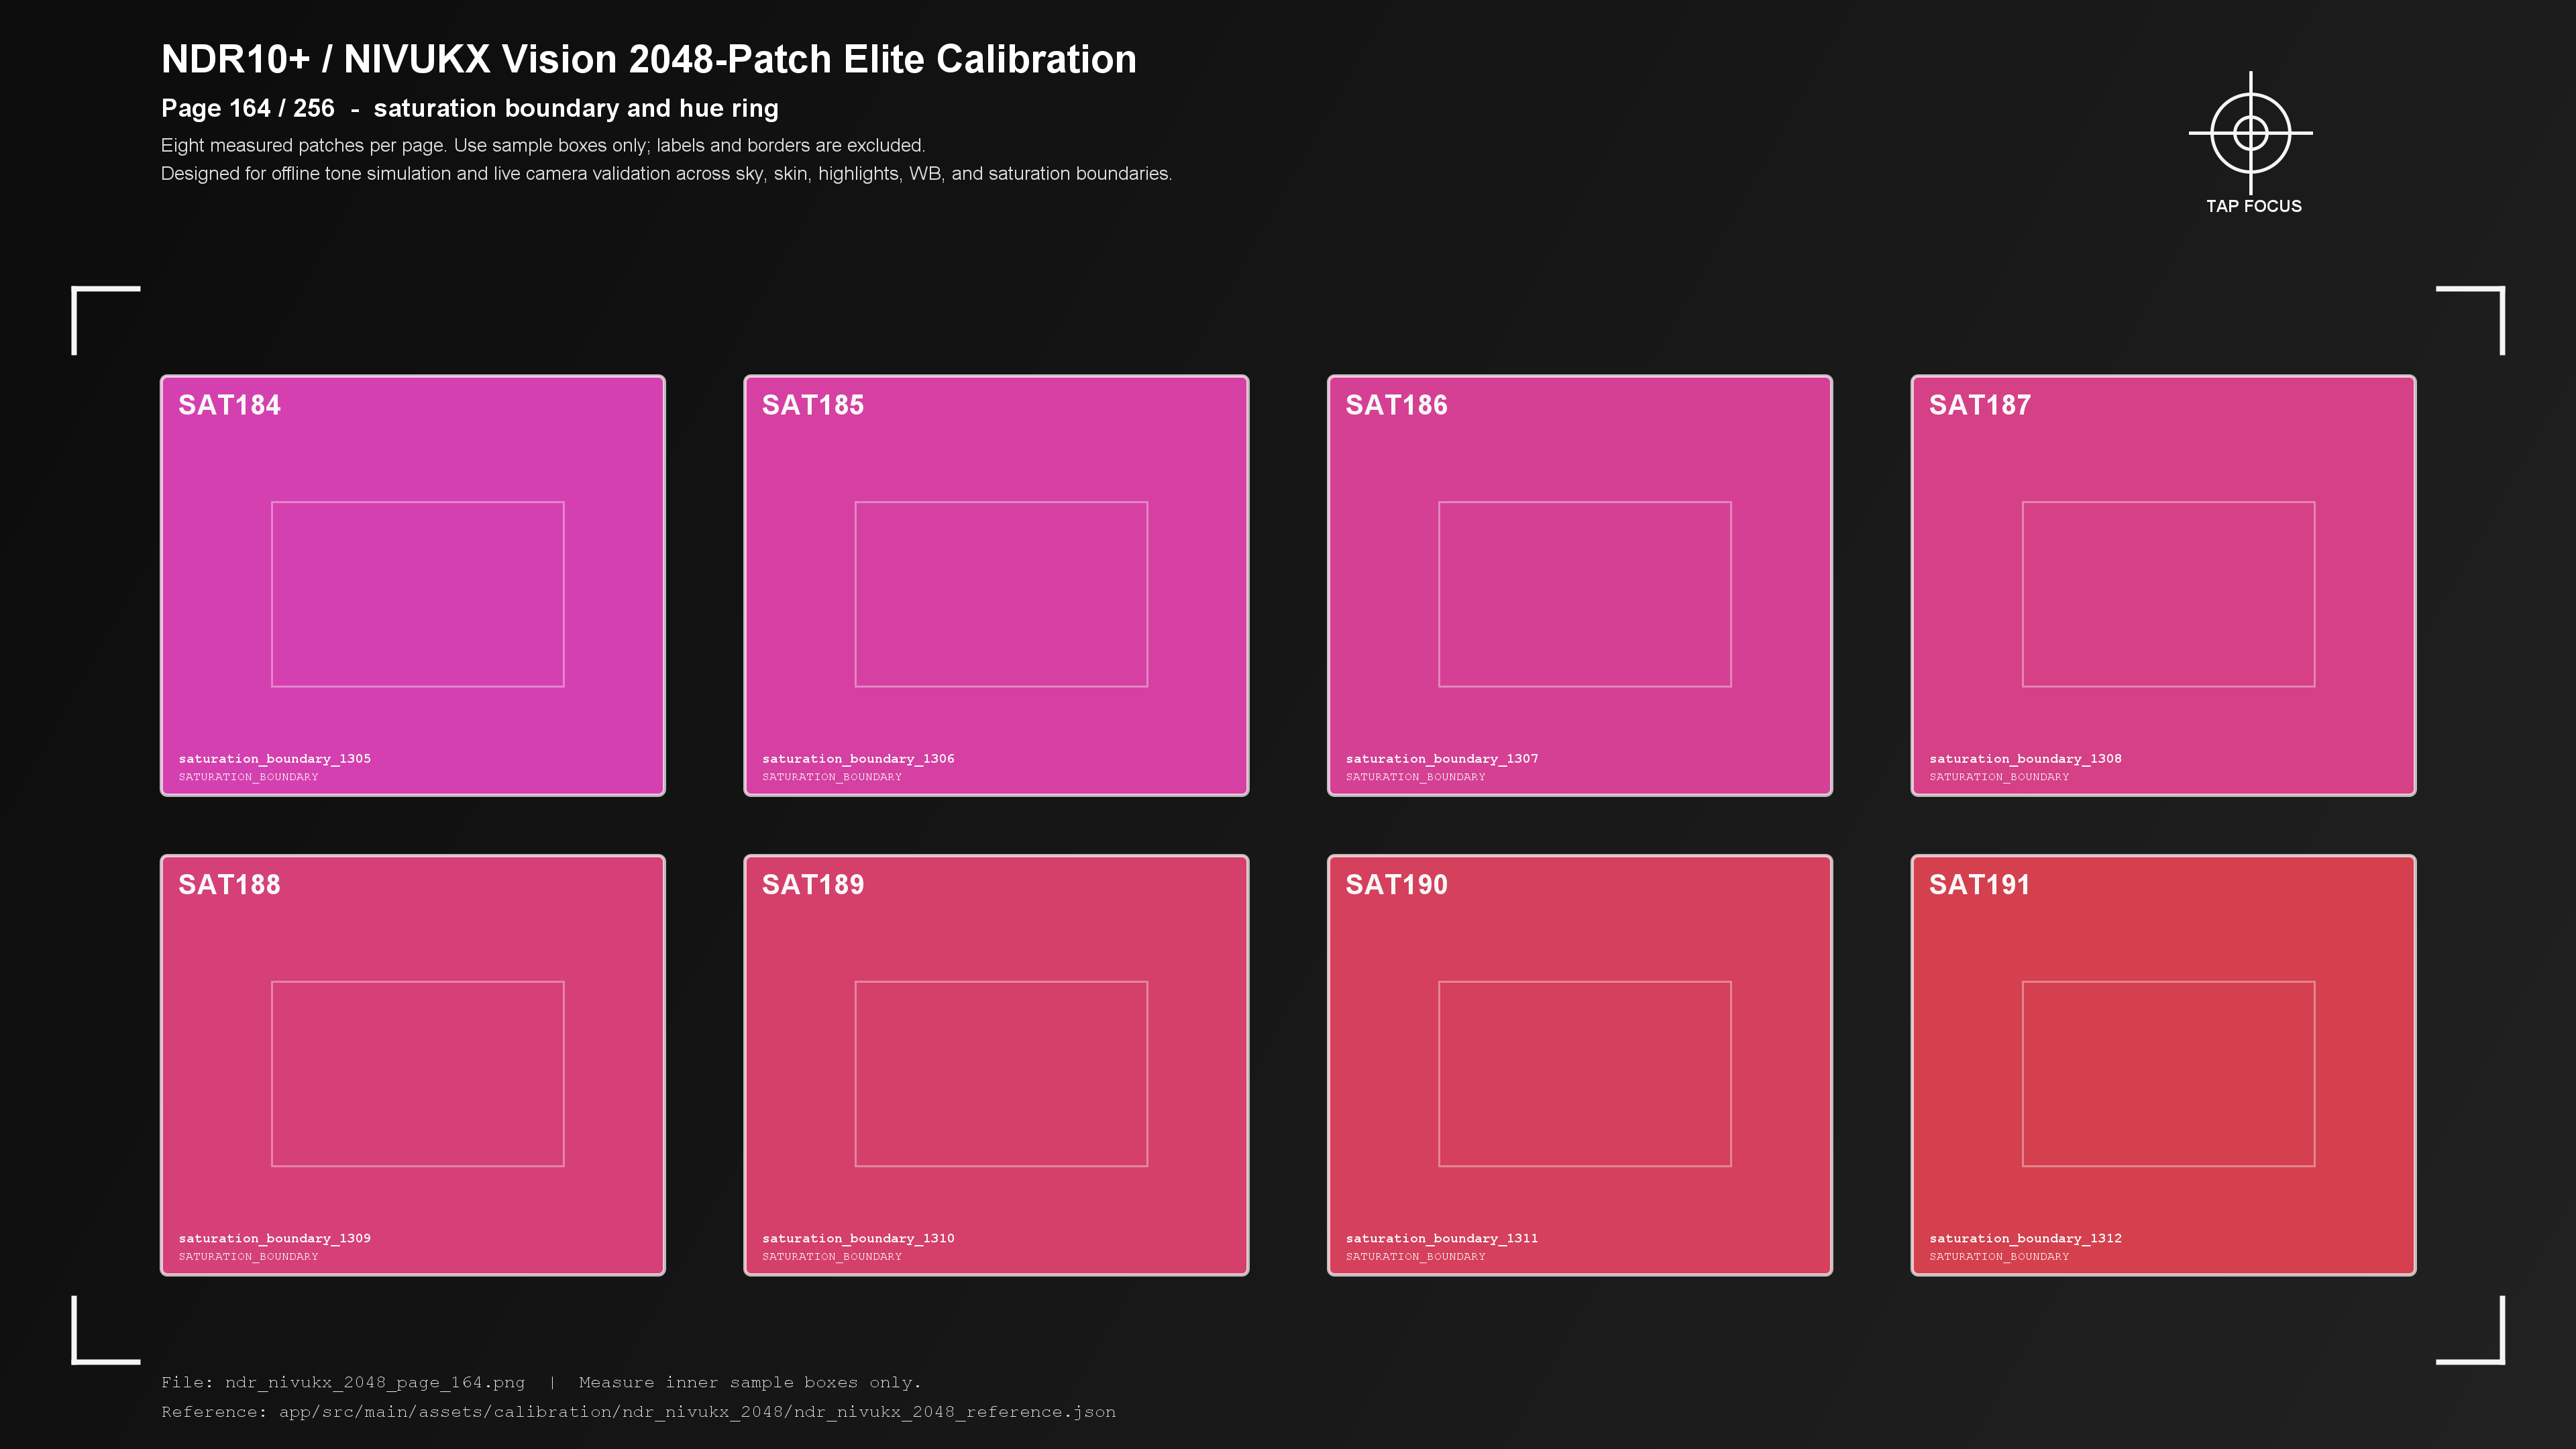 NDR10+ / NIVUKX Vision 2048-Patch Elite Calibration
Page 164 / 256 - saturation boundary and hue ring
Eight measured patches per page. Use sample boxes only; labels and borders are excluded.
Designed for offline tone simulation and live camera validation across sky, skin, highlights, WB, and saturation boundaries.
TAP FOCUS
SAT184
saturation_boundary_1305
SATURATION_BOUNDARY
SAT185
saturation_boundary_1306
SATURATION_BOUNDARY
SAT186
saturation_boundary_1307
SATURATION_BOUNDARY
SAT187
saturation_boundary_1308
SATURATION_BOUNDARY
SAT188
saturation_boundary_1309
SATURATION_BOUNDARY
SAT189
saturation_boundary_1310
SATURATION_BOUNDARY
SAT190
saturation_boundary_1311
SATURATION_BOUNDARY
SAT191
saturation_boundary_1312
SATURATION_BOUNDARY
File: ndr_nivukx_2048_page_164.png | Measure inner sample boxes only.
Reference: app/src/main/assets/calibration/ndr_nivukx_2048/ndr_nivukx_2048_reference.json